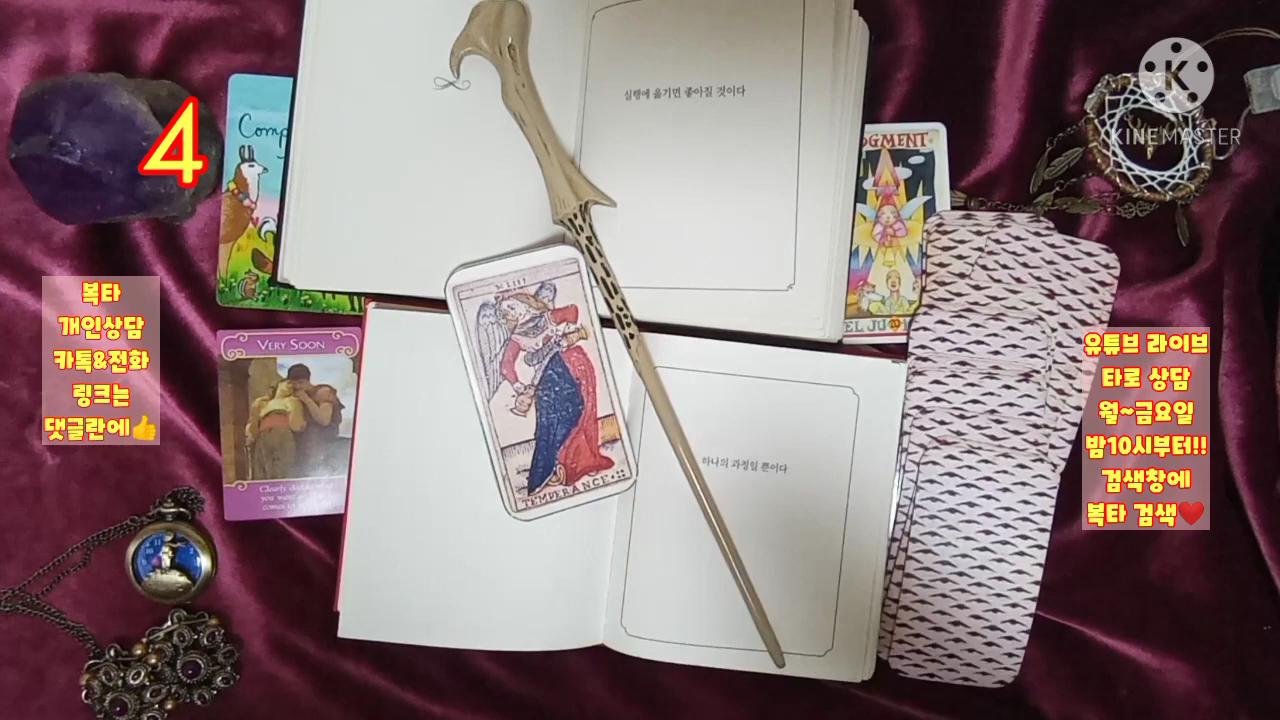 4
실행에 옮기면 좋아질 것이다
KINEMASTER
K
JUDGMENT
VERY SOON
XIIII
TEMPERANCE
하나의 과정일 뿐이다
20
복타
개인상담
카톡&전화
링크는
댓글란에👍
유튜브 라이브
타로 상담
월~금요일
밤10시부터!!
검색창에
복타 검색❤️